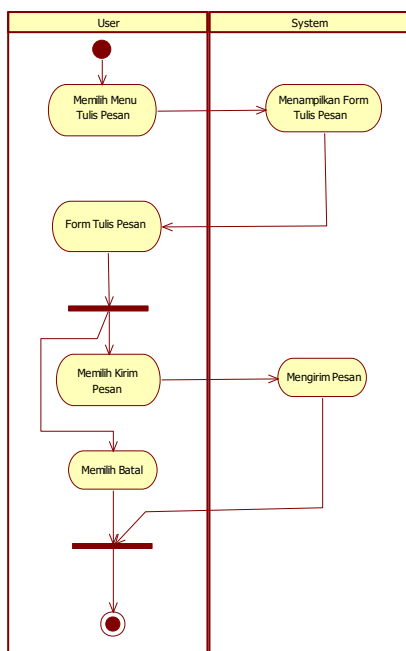 User
System
Memilih Menu
Tulis Pesan
Menampilkan Form
Tulis Pesan
Form Tulis Pesan
Memilih Kirim
Pesan
Mengirim Pesan
Memilih Batal